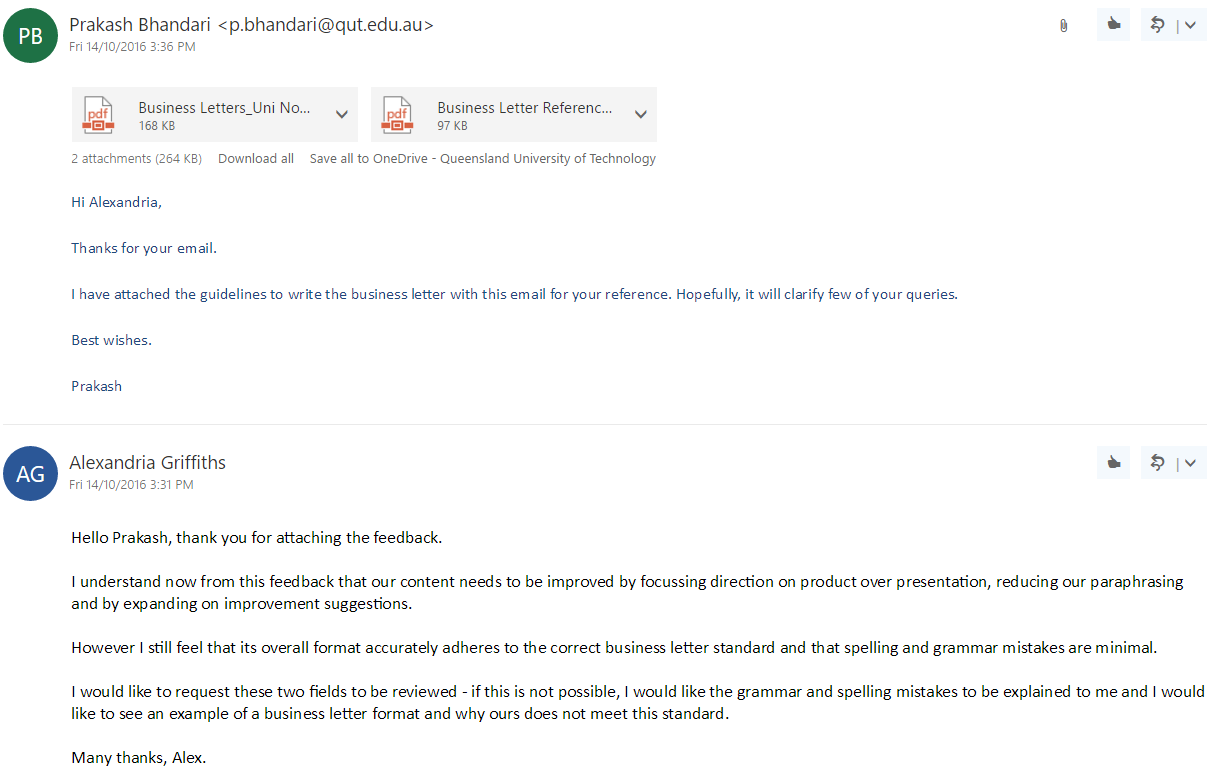 PB
Prakash Bhandari <p.bhandari@qut.edu.au>
Fri 14/10/2016 3:36 PM
pdf
Business Letters_Uni No...
168 KB
pdf
Business Letter Referenc...
97 KB
2 attachments (264 KB) Download all Save all to OneDrive - Queensland University of Technology
Hi Alexandria,
Thanks for your email.
I have attached the guidelines to write the business letter with this email for your reference. Hopefully, it will clarify few of your queries.
Best wishes.
Prakash
AG
Alexandria Griffiths
Fri 14/10/2016 3:31 PM
Hello Prakash, thank you for attaching the feedback.
I understand now from this feedback that our content needs to be improved by focussing direction on product over presentation, reducing our paraphrasing
and by expanding on improvement suggestions.
However I still feel that its overall format accurately adheres to the correct business letter standard and that spelling and grammar mistakes are minimal.
I would like to request these two fields to be reviewed - if this is not possible, I would like the grammar and spelling mistakes to be explained to me and I would
like to see an example of a business letter format and why ours does not meet this standard.
Many thanks, Alex.